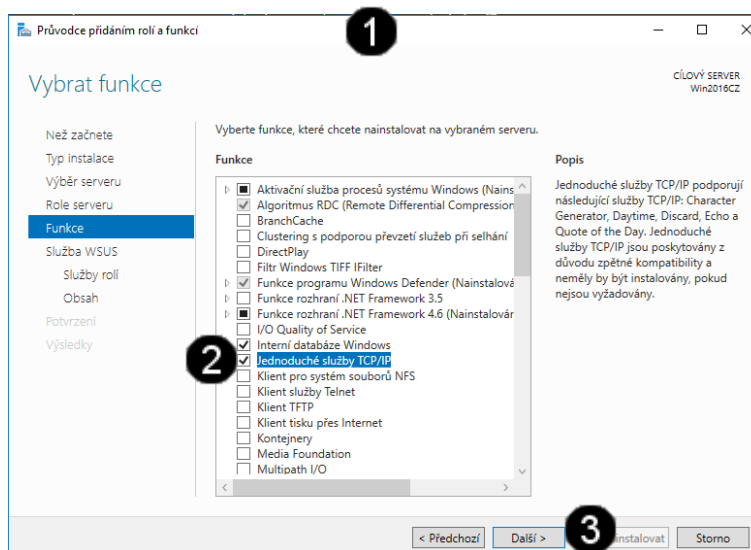 Průvodce přidáním rolí a funkcí
1
Vybrat funkce
CÍLOVÝ SERVER
Win2016CZ
Než začnete
Typ instalace
Výběr serveru
Role serveru
Funkce
Služba WSUS
Služby rolí
Obsah
Potvrzení
Výsledky
Vyberte funkce, které chcete nainstalovat na vybraném serveru.
Funkce
Aktivační služba procesů systému Windows (Nains
Algoritmus RDC (Remote Differential Compression
BranchCache
Clustering s podporou převzetí služeb při selhání
DirectPlay
Filtr Windows TIFF IFilter
Funkce programu Windows Defender (Nainstalová
Funkce rozhraní .NET Framework 3.5
Funkce rozhraní .NET Framework 4.6 (Nainstalován
I/O Quality of Service
Interní databáze Windows
2
Jednoduché služby TCP/IP
Klient pro systém souborů NFS
Klient služby Telnet
Klient TFTP
Klient tisku přes Internet
Kontejnery
Media Foundation
Multipath I/O
Popis
Jednoduché služby TCP/IP podporují
následující služby TCP/IP: Character
Generator, Daytime, Discard, Echo a
Quote of the Day. Jednoduché
služby TCP/IP jsou poskytovány z
důvodu zpětné kompatibility a
neměly by být instalovány, pokud
nejsou vyžadovány.
< Předchozí
Další >
3
instalovat
Storno